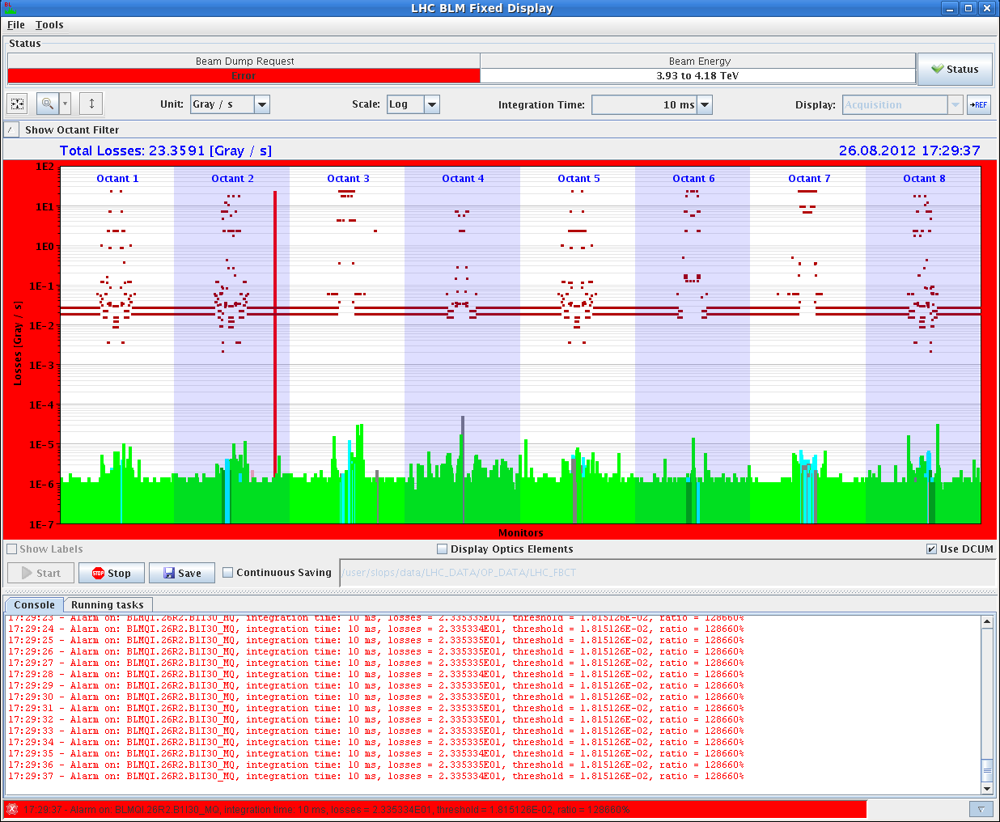 BL
LHC BLM Fixed Display
File Tools
Status
Beam Dump Request Beam Energy
Error 3.93 to 4.18 TeV
Status
Unit: Gray / s Scale: Log Integration Time: 10 ms Display: Acquisition REF
Show Octant Filter
Total Losses: 23.3591 [Gray / s] 26.08.2012 17:29:37
Octant 1 Octant 2 Octant 3 Octant 4 Octant 5 Octant 6 Octant 7 Octant 8
1E2
1E1
1E0
1E-1
1E-2
1E-3
1E-4
1E-5
1E-6
1E-7
Losses [Gray / s]
Monitors
Show Labels Display Optics Elements Use DCUM
Start STOP Stop Save Continuous Saving /user/slops/data/LHC_DATA/OP_DATA/LHC_FBCT
Console Running tasks
17:29:23 - Alarm on: BLMQI.26R2.B1I30_MQ, integration time: 10 ms, losses = 2.335335E01, threshold = 1.815126E-02, ratio = 128660%
17:29:24 - Alarm on: BLMQI.26R2.B1I30_MQ, integration time: 10 ms, losses = 2.335334E01, threshold = 1.815126E-02, ratio = 128660%
17:29:25 - Alarm on: BLMQI.26R2.B1I30_MQ, integration time: 10 ms, losses = 2.335335E01, threshold = 1.815126E-02, ratio = 128660%
17:29:26 - Alarm on: BLMQI.26R2.B1I30_MQ, integration time: 10 ms, losses = 2.335335E01, threshold = 1.815126E-02, ratio = 128660%
17:29:27 - Alarm on: BLMQI.26R2.B1I30_MQ, integration time: 10 ms, losses = 2.335335E01, threshold = 1.815126E-02, ratio = 128660%
17:29:28 - Alarm on: BLMQI.26R2.B1I30_MQ, integration time: 10 ms, losses = 2.335334E01, threshold = 1.815126E-02, ratio = 128660%
17:29:29 - Alarm on: BLMQI.26R2.B1I30_MQ, integration time: 10 ms, losses = 2.335335E01, threshold = 1.815126E-02, ratio = 128660%
17:29:30 - Alarm on: BLMQI.26R2.B1I30_MQ, integration time: 10 ms, losses = 2.335334E01, threshold = 1.815126E-02, ratio = 128660%
17:29:31 - Alarm on: BLMQI.26R2.B1I30_MQ, integration time: 10 ms, losses = 2.335335E01, threshold = 1.815126E-02, ratio = 128660%
17:29:32 - Alarm on: BLMQI.26R2.B1I30_MQ, integration time: 10 ms, losses = 2.335335E01, threshold = 1.815126E-02, ratio = 128660%
17:29:33 - Alarm on: BLMQI.26R2.B1I30_MQ, integration time: 10 ms, losses = 2.335335E01, threshold = 1.815126E-02, ratio = 128660%
17:29:34 - Alarm on: BLMQI.26R2.B1I30_MQ, integration time: 10 ms, losses = 2.335334E01, threshold = 1.815126E-02, ratio = 128660%
17:29:35 - Alarm on: BLMQI.26R2.B1I30_MQ, integration time: 10 ms, losses = 2.335335E01, threshold = 1.815126E-02, ratio = 128660%
17:29:36 - Alarm on: BLMQI.26R2.B1I30_MQ, integration time: 10 ms, losses = 2.335335E01, threshold = 1.815126E-02, ratio = 128660%
17:29:37 - Alarm on: BLMQI.26R2.B1I30_MQ, integration time: 10 ms, losses = 2.335334E01, threshold = 1.815126E-02, ratio = 128660%
17:29:37 - Alarm on: BLMQI.26R2.B1I30_MQ, integration time: 10 ms, losses = 2.335334E01, threshold = 1.815126E-02, ratio = 128660%